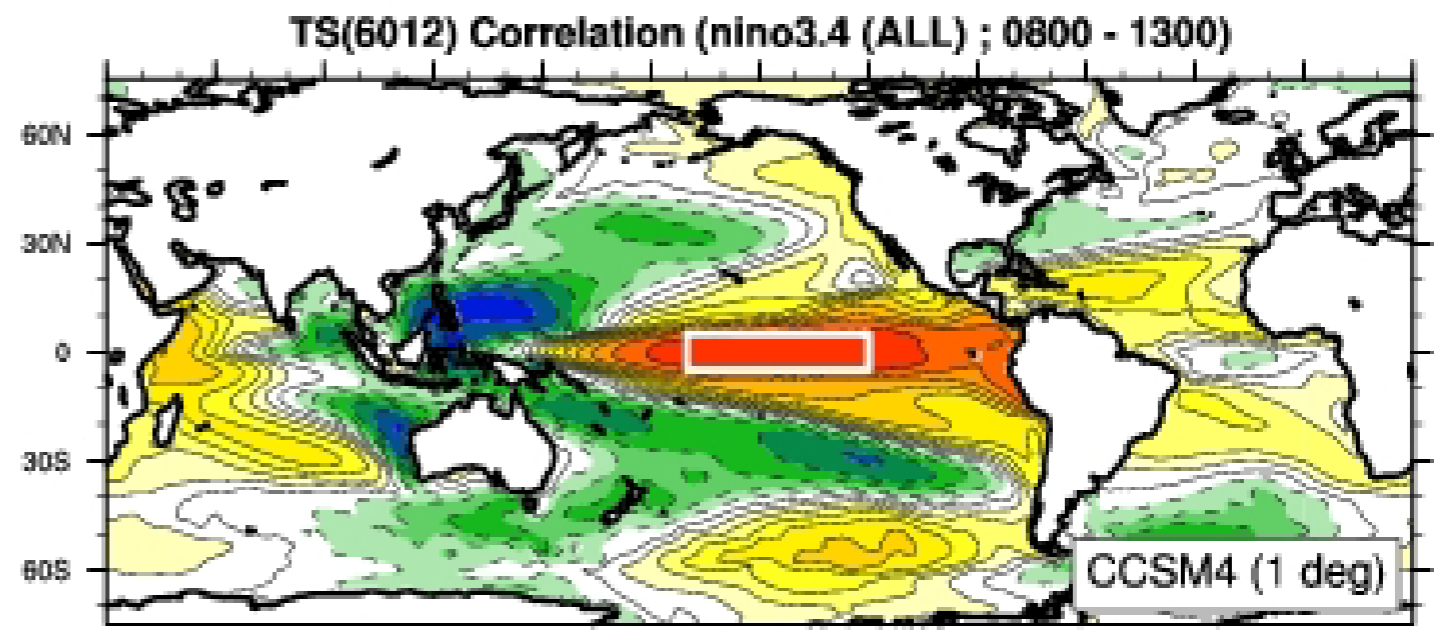 TS(6012) Correlation (nino3.4 (ALL) ; 0800 - 1300)
60N
30N
0
30S
60S
CCSM4 (1 deg)